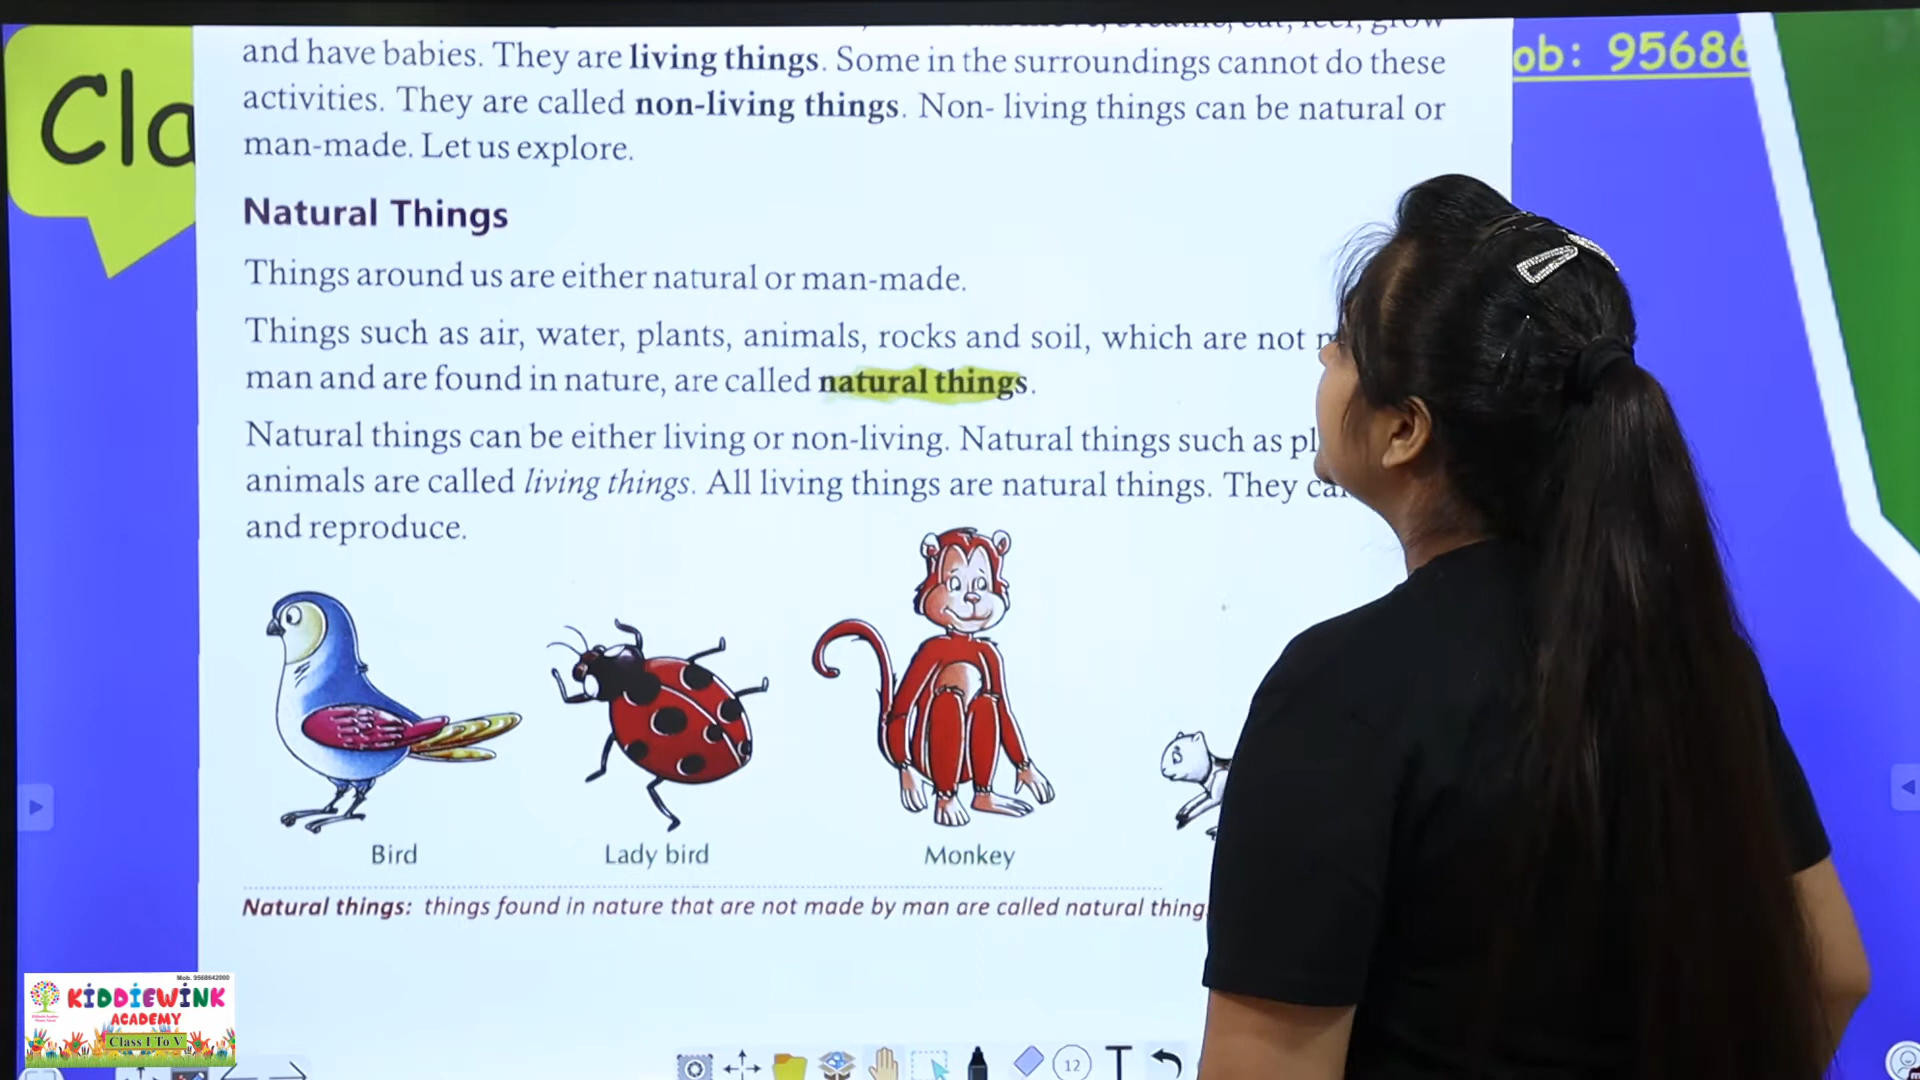 Cla
ob: 95686
and have babies. They are living things. Some in the surroundings cannot do these
activities. They are called non-living things. Non- living things can be natural or
man-made. Let us explore.
Natural Things
Things around us are either natural or man-made.
Things such as air, water, plants, animals, rocks and soil, which are not
man and are found in nature, are called natural things.
Natural things can be either living or non-living. Natural things such as pl
animals are called living things. All living things are natural things. They ca
and reproduce.
Bird Lady bird Monkey
Natural things: things found in nature that are not made by man are called natural thing
Mob. 9568642000
KIDDIEWINK
ACADEMY
Class I To V
12
T